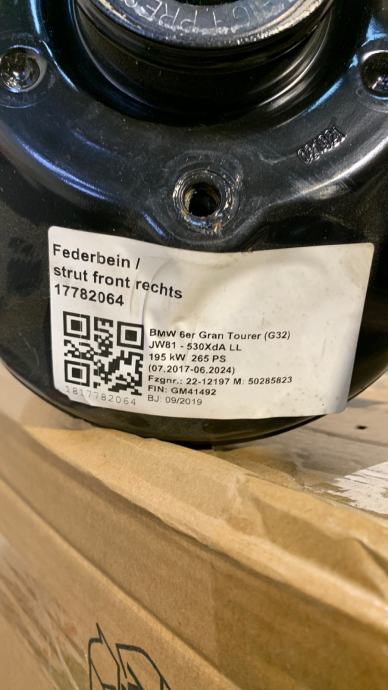 Federbein /
strut front rechts
17782064
BMW 6er Gran Tourer (G32)
JW81 - 530XdA LL
195 kW 265 PS
(07.2017-06.2024)
Fzgnr.: 22-12197 M: 50285823
FIN: GM41492
BJ: 09/2019
1817782064